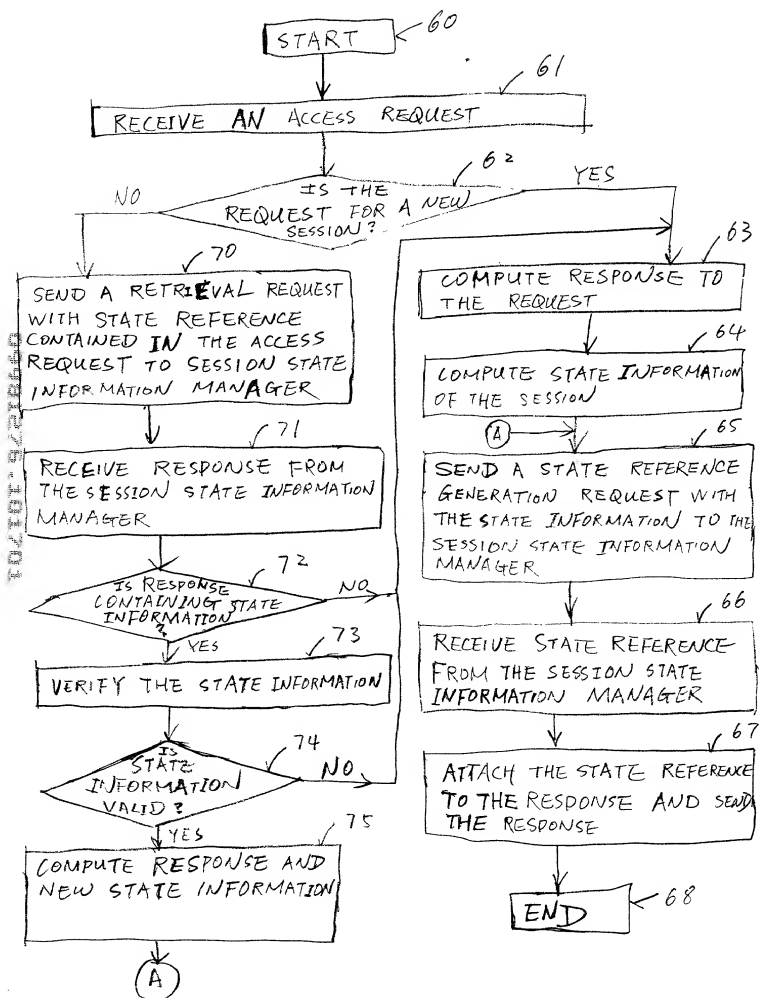 START
60
61
RECEIVE AN ACCESS REQUEST
62
IS THE
REQUEST FOR A NEW
SESSION?
NO
YES
70
SEND A RETRIEVAL REQUEST
WITH STATE REFERENCE
CONTAINED IN THE ACCESS
REQUEST TO SESSION STATE
INFORMATION MANAGER
71
RECEIVE RESPONSE FROM
THE SESSION STATE INFORMATION
MANAGER
72
IS RESPONSE
CONTAINING STATE
INFORMATION
?
NO
YES
73
VERIFY THE STATE INFORMATION
74
IS
STATE
INFORMATION
VALID?
NO
YES
75
COMPUTE RESPONSE AND
NEW STATE INFORMATION
A
63
COMPUTE RESPONSE TO
THE REQUEST
64
COMPUTE STATE INFORMATION
OF THE SESSION
A
65
SEND A STATE REFERENCE
GENERATION REQUEST WITH
THE STATE INFORMATION TO THE
SESSION STATE INFORMATION
MANAGER
66
RECEIVE STATE REFERENCE
FROM THE SESSION STATE
INFORMATION MANAGER
67
ATTACH THE STATE REFERENCE
TO THE RESPONSE AND SEND
THE RESPONSE
END
68